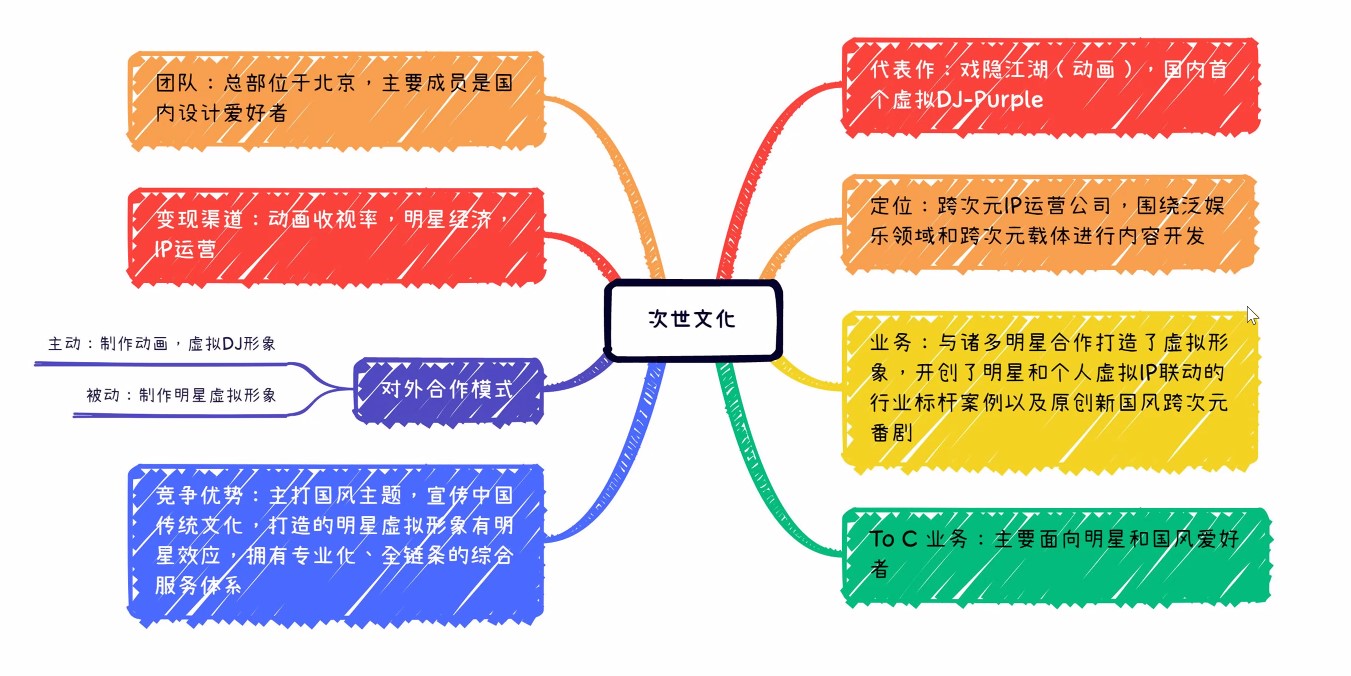 团队：总部位于北京，主要成员是国
内设计爱好者
变现渠道：动画收视率，明星经济，
IP运营
主动：制作动画，虚拟DJ形象
被动：制作明星虚拟形象
对外合作模式
竞争优势：主打国风主题，宣传中国
传统文化，打造的明星虚拟形象有明
星效应，拥有专业化、全链条的综合
服务体系
次世文化
代表作：戏隐江湖（动画），国内首
个虚拟DJ-Purple
定位：跨次元IP运营公司，围绕泛娱
乐领域和跨次元载体进行内容开发
业务：与诸多明星合作打造了虚拟形
象，开创了明星和个人虚拟IP联动的
行业标杆案例以及原创新国风跨次元
番剧
To C 业务：主要面向明星和国风爱好
者